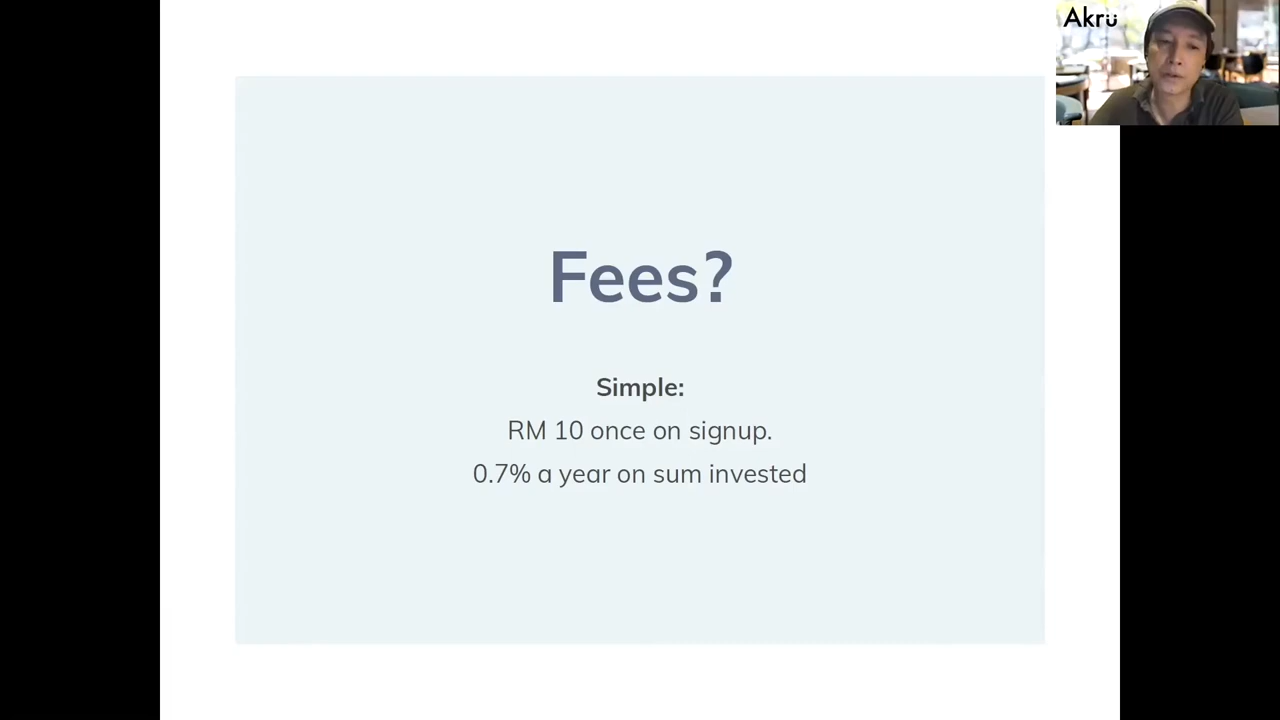 Akru
Fees?
Simple:
RM 10 once on signup.
0.7% a year on sum invested